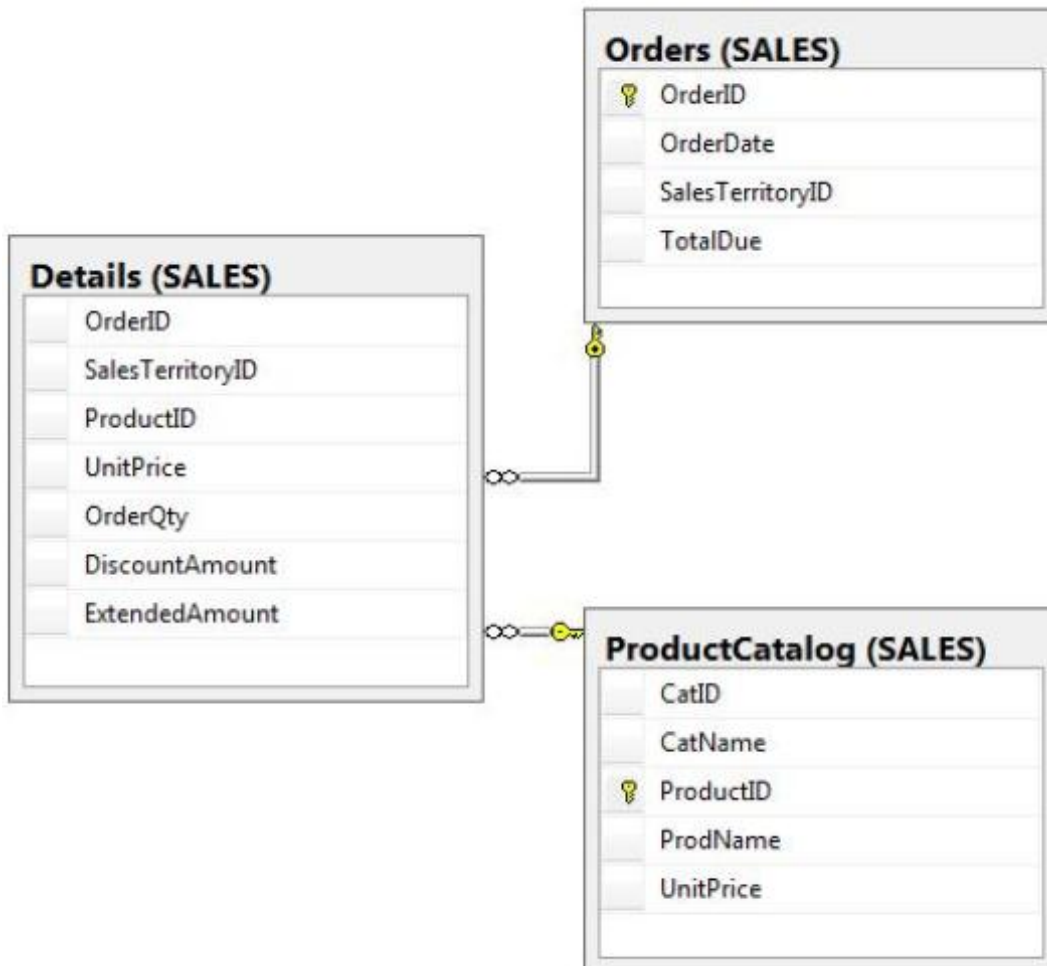 Orders (SALES)
OrderID
OrderDate
SalesTerritoryID
TotalDue
Details (SALES)
OrderID
SalesTerritoryID
ProductID
UnitPrice
OrderQty
DiscountAmount
ExtendedAmount
ProductCatalog (SALES)
CatID
CatName
ProductID
ProdName
UnitPrice